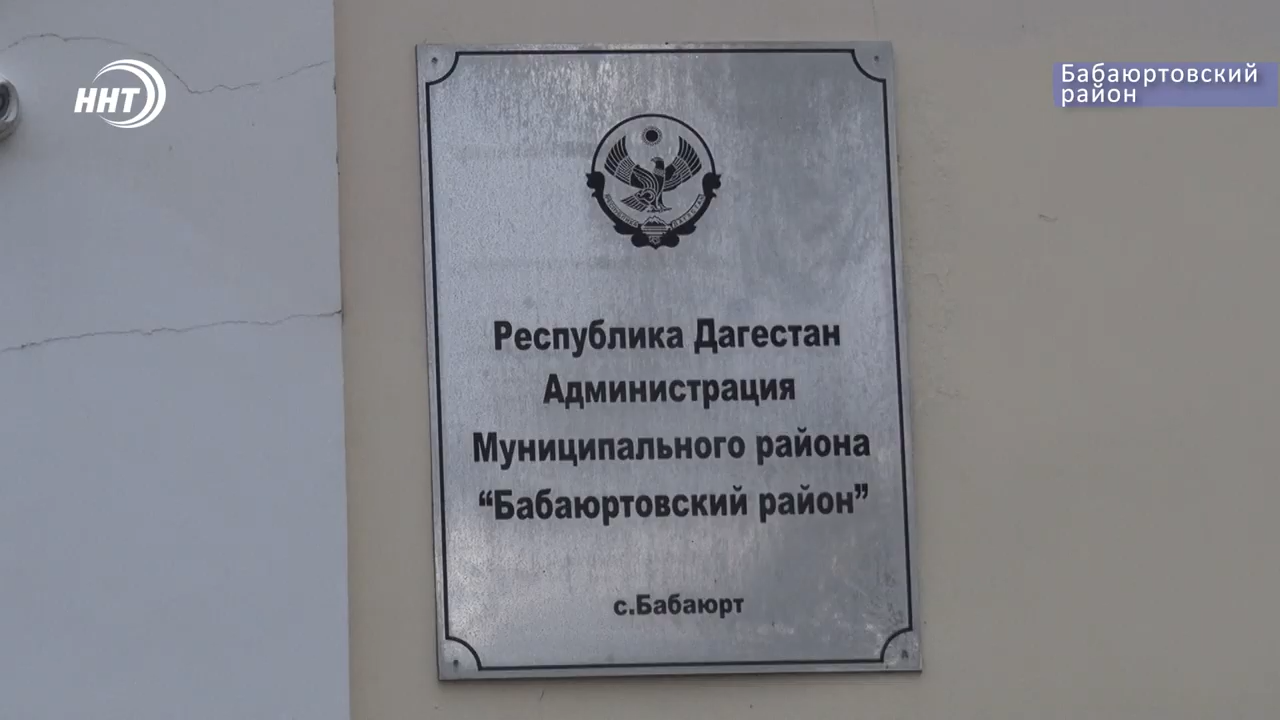 ННТ
Бабаюртовский
район
Республика Дагестан
Администрация
Муниципального района
“Бабаюртовский район”
с.Бабаюрт